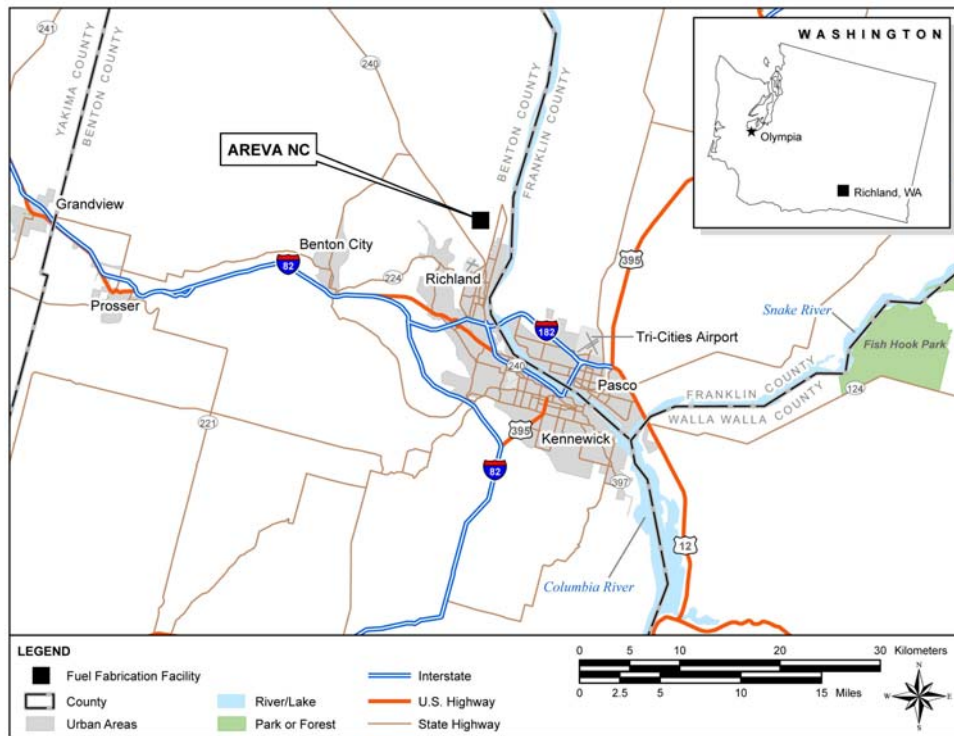 241
240
YAKIMA COUNTY
BENTON COUNTY
BENTON COUNTY
FRANKLIN COUNTY
WASHINGTON
Olympia
Richland, WA
AREVA NC
Grandview
Benton City
82
224
Richland
395
Prosser
182
Tri-Cities Airport
Snake River
Fish Hook Park
240
Pasco
FRANKLIN COUNTY
WALLA WALLA COUNTY
124
221
395
Kennewick
82
397
12
Columbia River
LEGEND
Fuel Fabrication Facility
County
Urban Areas
River/Lake
Park or Forest
Interstate
U.S. Highway
State Highway
0 5 10 20 30 Kilometers
0 2.5 5 10 15 Miles
N
W E
S